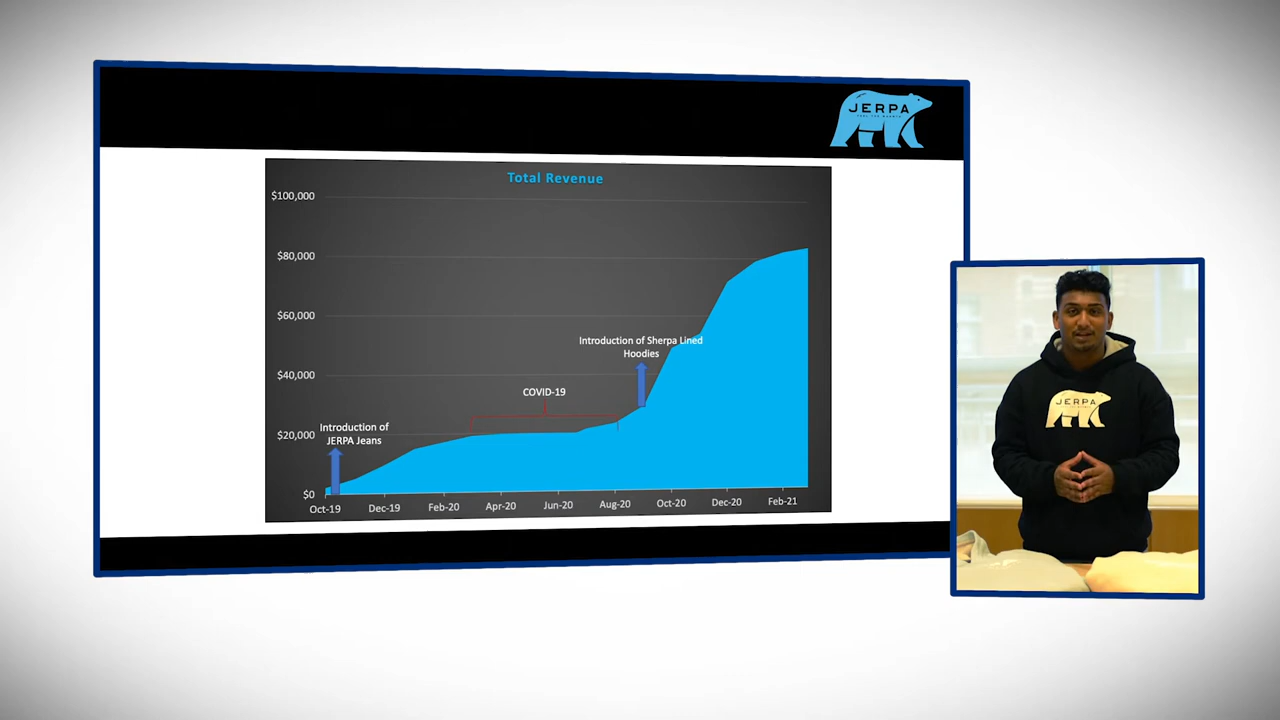 JERPA
Total Revenue
$100,000
$80,000
$60,000
$40,000
$20,000
$0
Introduction of
JERPA Jeans
COVID-19
Introduction of Sherpa Lined
Hoodies
Oct-19
Dec-19
Feb-20
Apr-20
Jun-20
Aug-20
Oct-20
Dec-20
Feb-21
JERPA